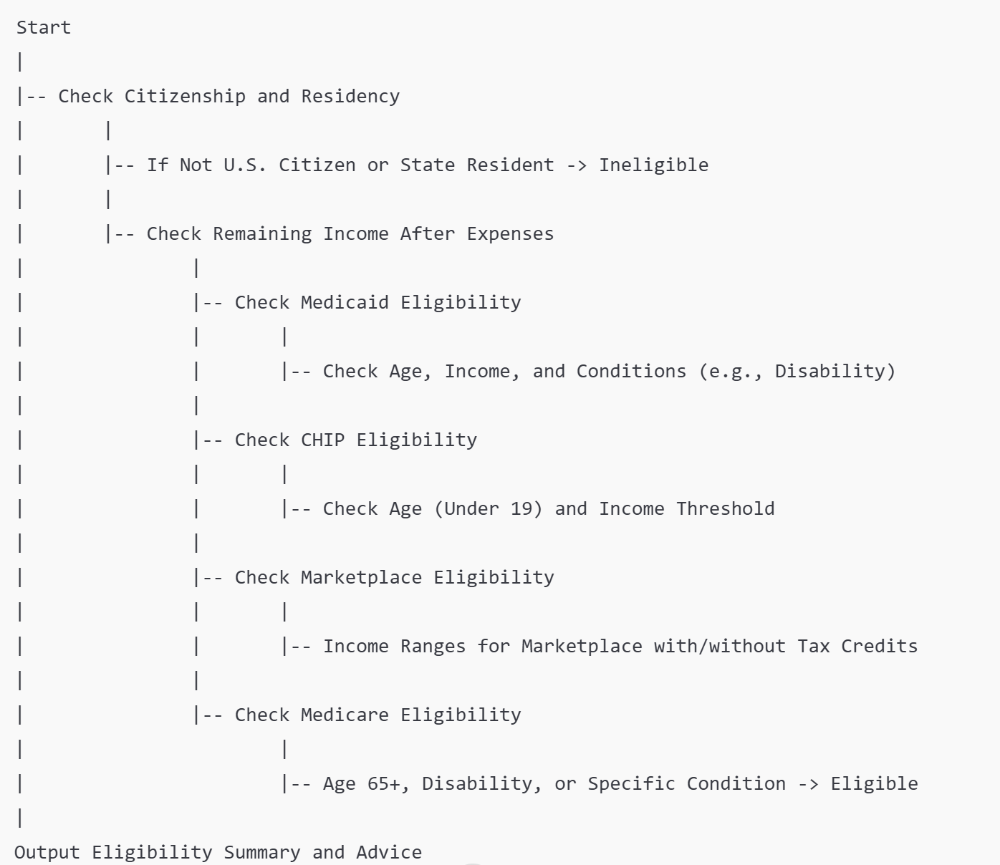 Start
|
|-- Check Citizenship and Residency
|       |
|       |-- If Not U.S. Citizen or State Resident -> Ineligible
|       |
|       |-- Check Remaining Income After Expenses
|               |
|               |-- Check Medicaid Eligibility
|               |       |
|               |       |-- Check Age, Income, and Conditions (e.g., Disability)
|               |
|               |-- Check CHIP Eligibility
|               |       |
|               |       |-- Check Age (Under 19) and Income Threshold
|               |
|               |-- Check Marketplace Eligibility
|               |       |
|               |       |-- Income Ranges for Marketplace with/without Tax Credits
|               |
|               |-- Check Medicare Eligibility
|                       |
|                       |-- Age 65+, Disability, or Specific Condition -> Eligible
|
Output Eligibility Summary and Advice